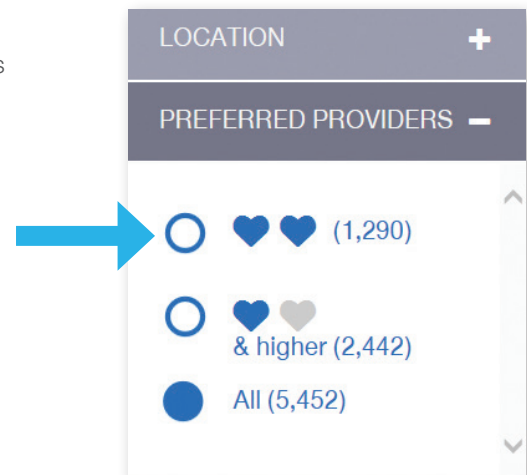 s
LOCATION +
PREFERRED PROVIDERS –
(1,290)
& higher (2,442)
All (5,452)